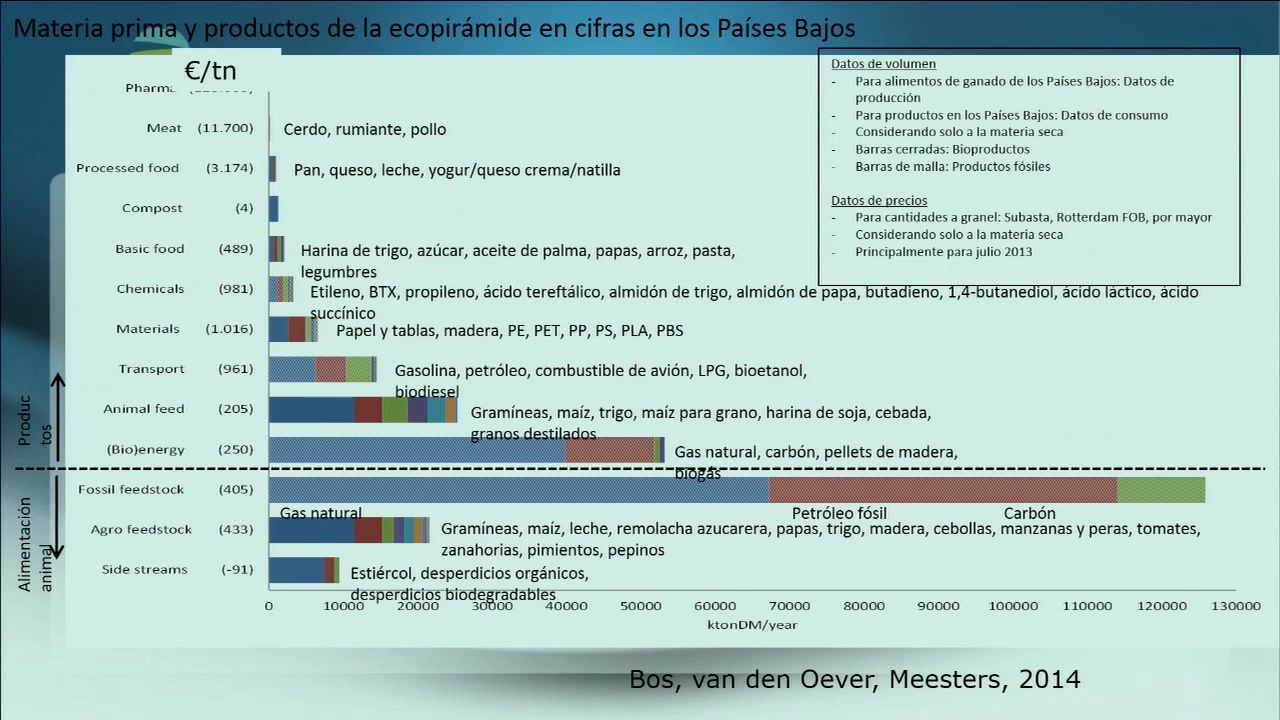 Materia prima y productos de la ecopirámide en cifras en los Países Bajos
€/tn
Datos de volumen
- Para alimentos de ganado de los Países Bajos: Datos de
producción
- Para productos en los Países Bajos: Datos de consumo
- Considerando solo a la materia seca
- Barras cerradas: Bioproductos
- Barras de malla: Productos fósiles
Datos de precios
- Para cantidades a granel: Subasta, Rotterdam FOB, por mayor
- Considerando solo a la materia seca
- Principalmente para julio 2013
Meat (11.700) Cerdo, rumiante, pollo
Processed food (3.174) Pan, queso, leche, yogur/queso crema/natilla
Compost (4)
Basic food (489) Harina de trigo, azúcar, aceite de palma, papas, arroz, pasta,
legumbres
Chemicals (981) Etileno, BTX, propileno, ácido tereftálico, almidón de trigo, almidón de papa, butadieno, 1,4-butanediol, ácido láctico, ácido
succínico
Materials (1.016) Papel y tablas, madera, PE, PET, PP, PS, PLA, PBS
Transport (961) Gasolina, petróleo, combustible de avión, LPG, bioetanol,
biodiesel
Animal feed (205) Gramíneas, maíz, trigo, maíz para grano, harina de soja, cebada,
granos destilados
(Bio)energy (250) Gas natural, carbón, pellets de madera,
biogás
Produc
tos
Fossil feedstock (405)
Gas natural Petróleo fósil Carbón
Agro feedstock (433) Gramíneas, maíz, leche, remolacha azucarera, papas, trigo, madera, cebollas, manzanas y peras, tomates,
zanahorias, pimientos, pepinos
Side streams (-91) Estiércol, desperdicios orgánicos,
desperdicios biodegradables
Alimentación
animal
0 10000 20000 30000 40000 50000 60000 70000 80000 90000 100000 110000 120000 130000
ktonDM/year
Bos, van den Oever, Meesters, 2014